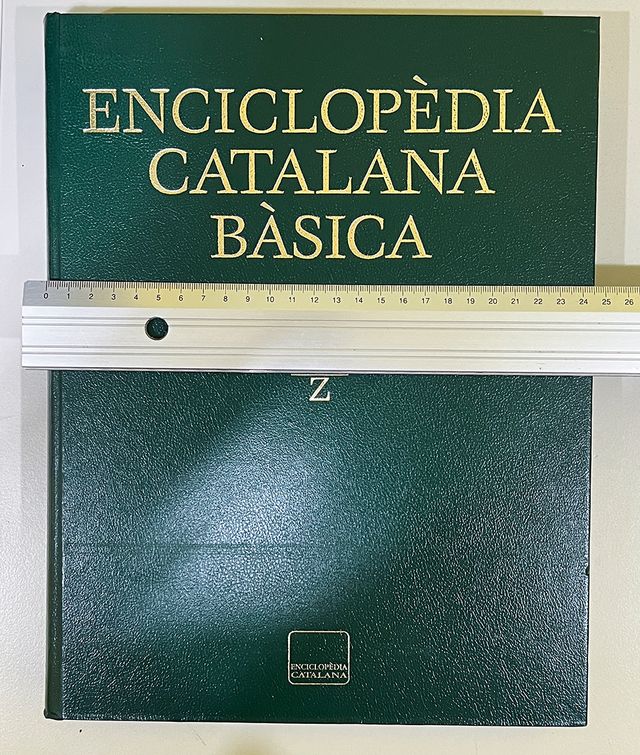 ENCICLOPÈDIA
CATALANA
BÀSICA
0 1 2 3 4 5 6 7 8 9 10 11 12 13 14 15 16 17 18 19 20 21 22 23 24 25 26
Z
ENCICLOPÈDIA
CATALANA